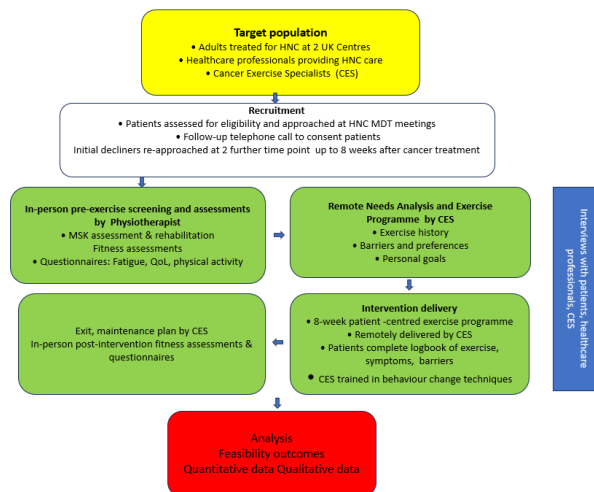 Target population
• Adults treated for HNC at 2 UK Centres
• Healthcare professionals providing HNC care
• Cancer Exercise Specialists (CES)
Recruitment
• Patients assessed for eligibility and approached at HNC MDT meetings
• Follow-up telephone call to consent patients
Initial decliners re-approached at 2 further time point up to 8 weeks after cancer treatment
In-person pre-exercise screening and assessments
by Physiotherapist
• MSK assessment & rehabilitation
Fitness assessments
• Questionnaires: Fatigue, QoL, physical activity
Remote Needs Analysis and Exercise
Programme by CES
• Exercise history
• Barriers and preferences
• Personal goals
Intervention delivery
• 8-week patient -centred exercise programme
• Remotely delivered by CES
• Patients complete logbook of exercise,
symptoms, barriers
• CES trained in behaviour change techniques
Exit, maintenance plan by CES
In-person post-intervention fitness assessments &
questionnaires
Interviews with patients, healthcare
professionals, CES
Analysis
Feasibility outcomes
Quantitative data Qualitative data